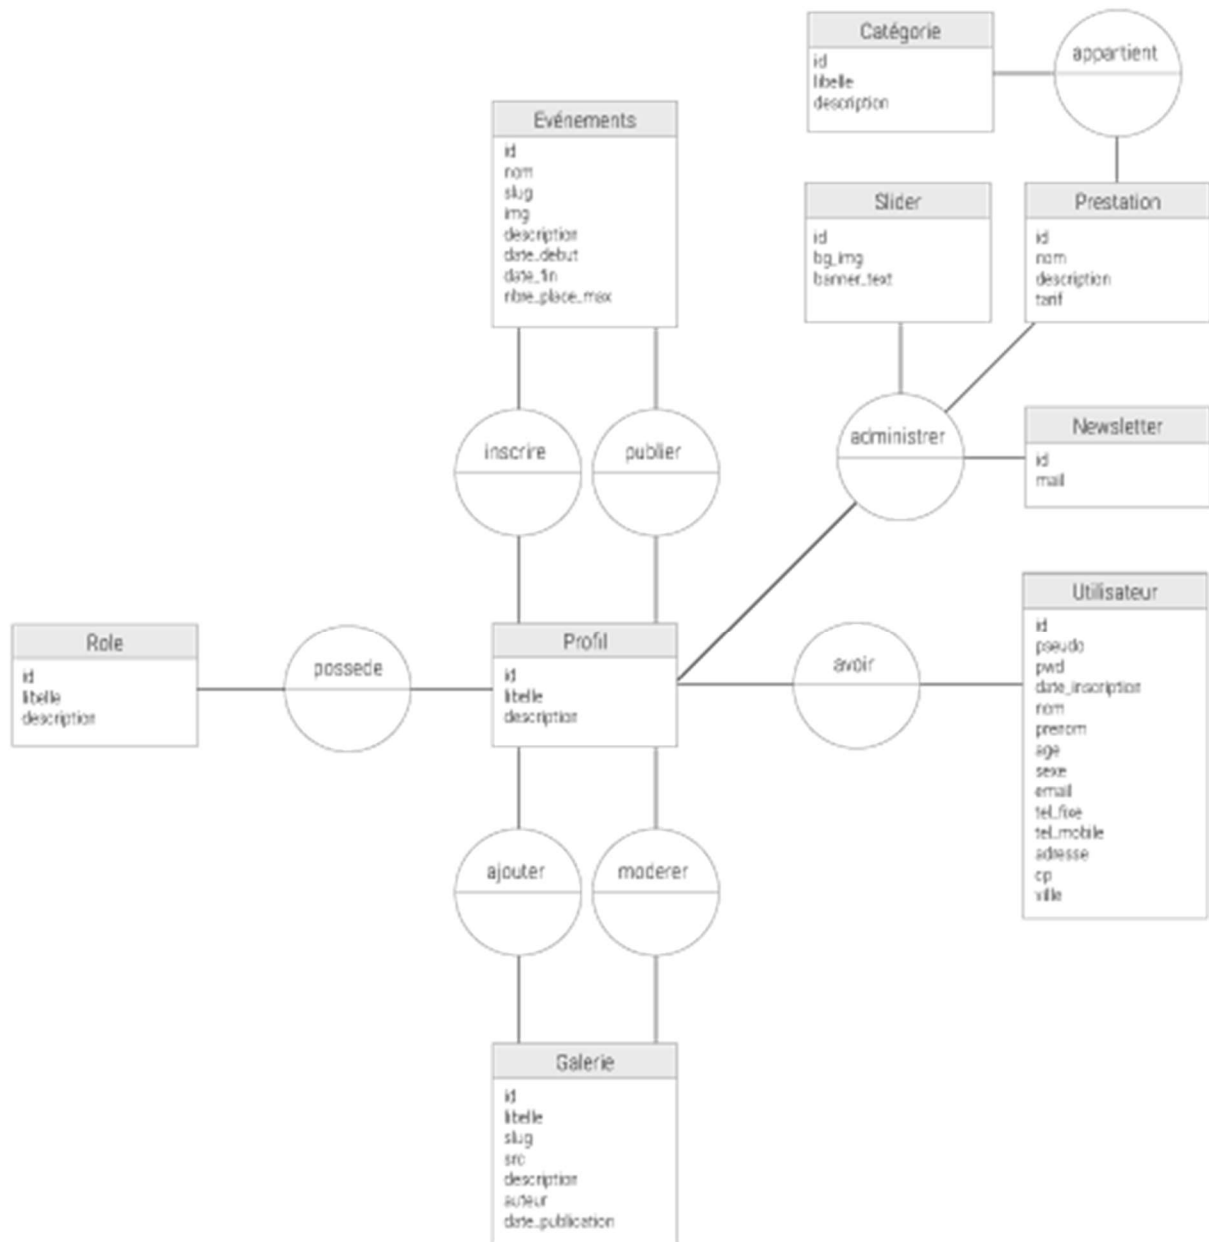 Catégorie
id
libelle
description
appartient
Evénements
id
nom
slug
img
description
date_debut
date_fin
nbre_place_max
Slider
id
bg_img
banner_text
Prestation
id
nom
description
tarif
inscrire
publier
administrer
Newsletter
id
mail
Utilisateur
id
pseudo
pwd
date_inscription
nom
prenom
age
sexe
email
tel_fixe
tel_mobile
adresse
cp
ville
Role
id
libelle
description
possede
Profil
id
libelle
description
avoir
ajouter
moderer
Galerie
id
libelle
slug
src
description
auteur
date_publication